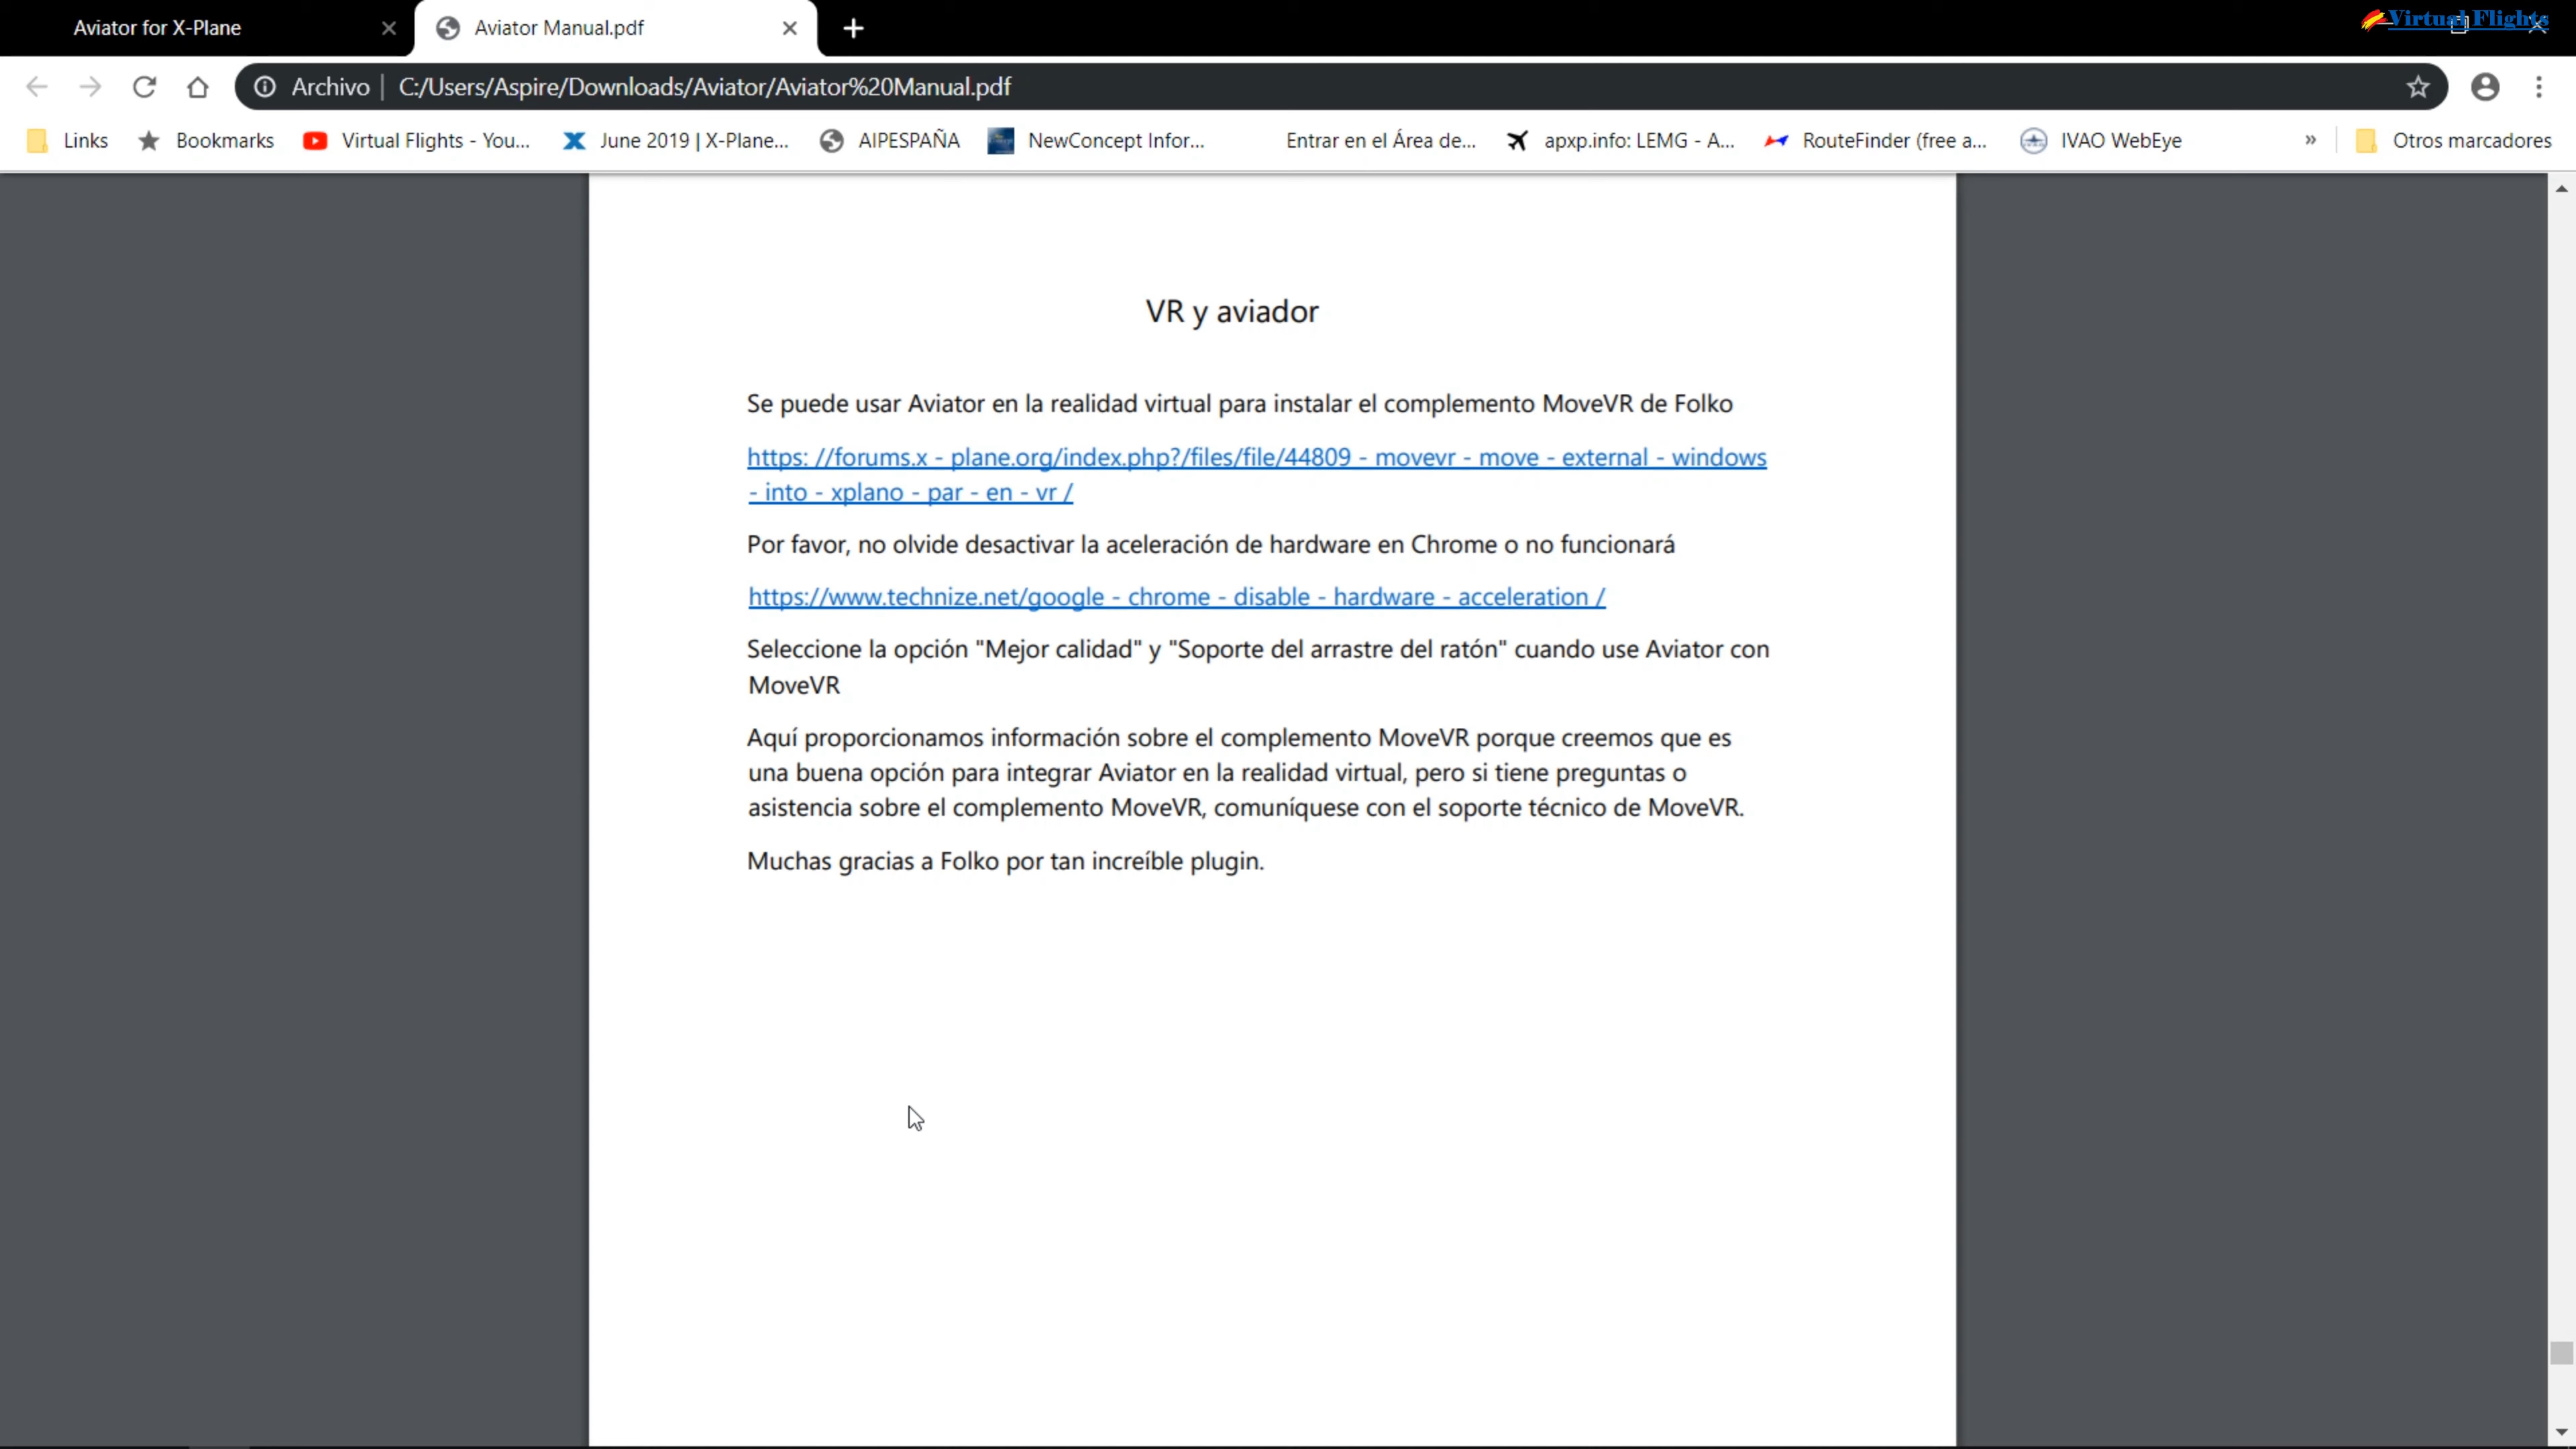 Aviator for X-Plane
Aviator Manual.pdf
Virtual Flights
Archivo | C:/Users/Aspire/Downloads/Aviator/Aviator%20Manual.pdf
Links Bookmarks Virtual Flights - You... June 2019 | X-Plane... AIPESPAÑA NewConcept Infor... Entrar en el Área de... apxp.info: LEMG - A... RouteFinder (free a... IVAO WebEye » Otros marcadores
VR y aviador
Se puede usar Aviator en la realidad virtual para instalar el complemento MoveVR de Folko
https: //forums.x - plane.org/index.php?/files/file/44809 - movevr - move - external - windows
- into - xplano - par - en - vr /
Por favor, no olvide desactivar la aceleración de hardware en Chrome o no funcionará
https://www.technize.net/google - chrome - disable - hardware - acceleration /
Seleccione la opción "Mejor calidad" y "Soporte del arrastre del ratón" cuando use Aviator con
MoveVR
Aquí proporcionamos información sobre el complemento MoveVR porque creemos que es
una buena opción para integrar Aviator en la realidad virtual, pero si tiene preguntas o
asistencia sobre el complemento MoveVR, comuníquese con el soporte técnico de MoveVR.
Muchas gracias a Folko por tan increíble plugin.